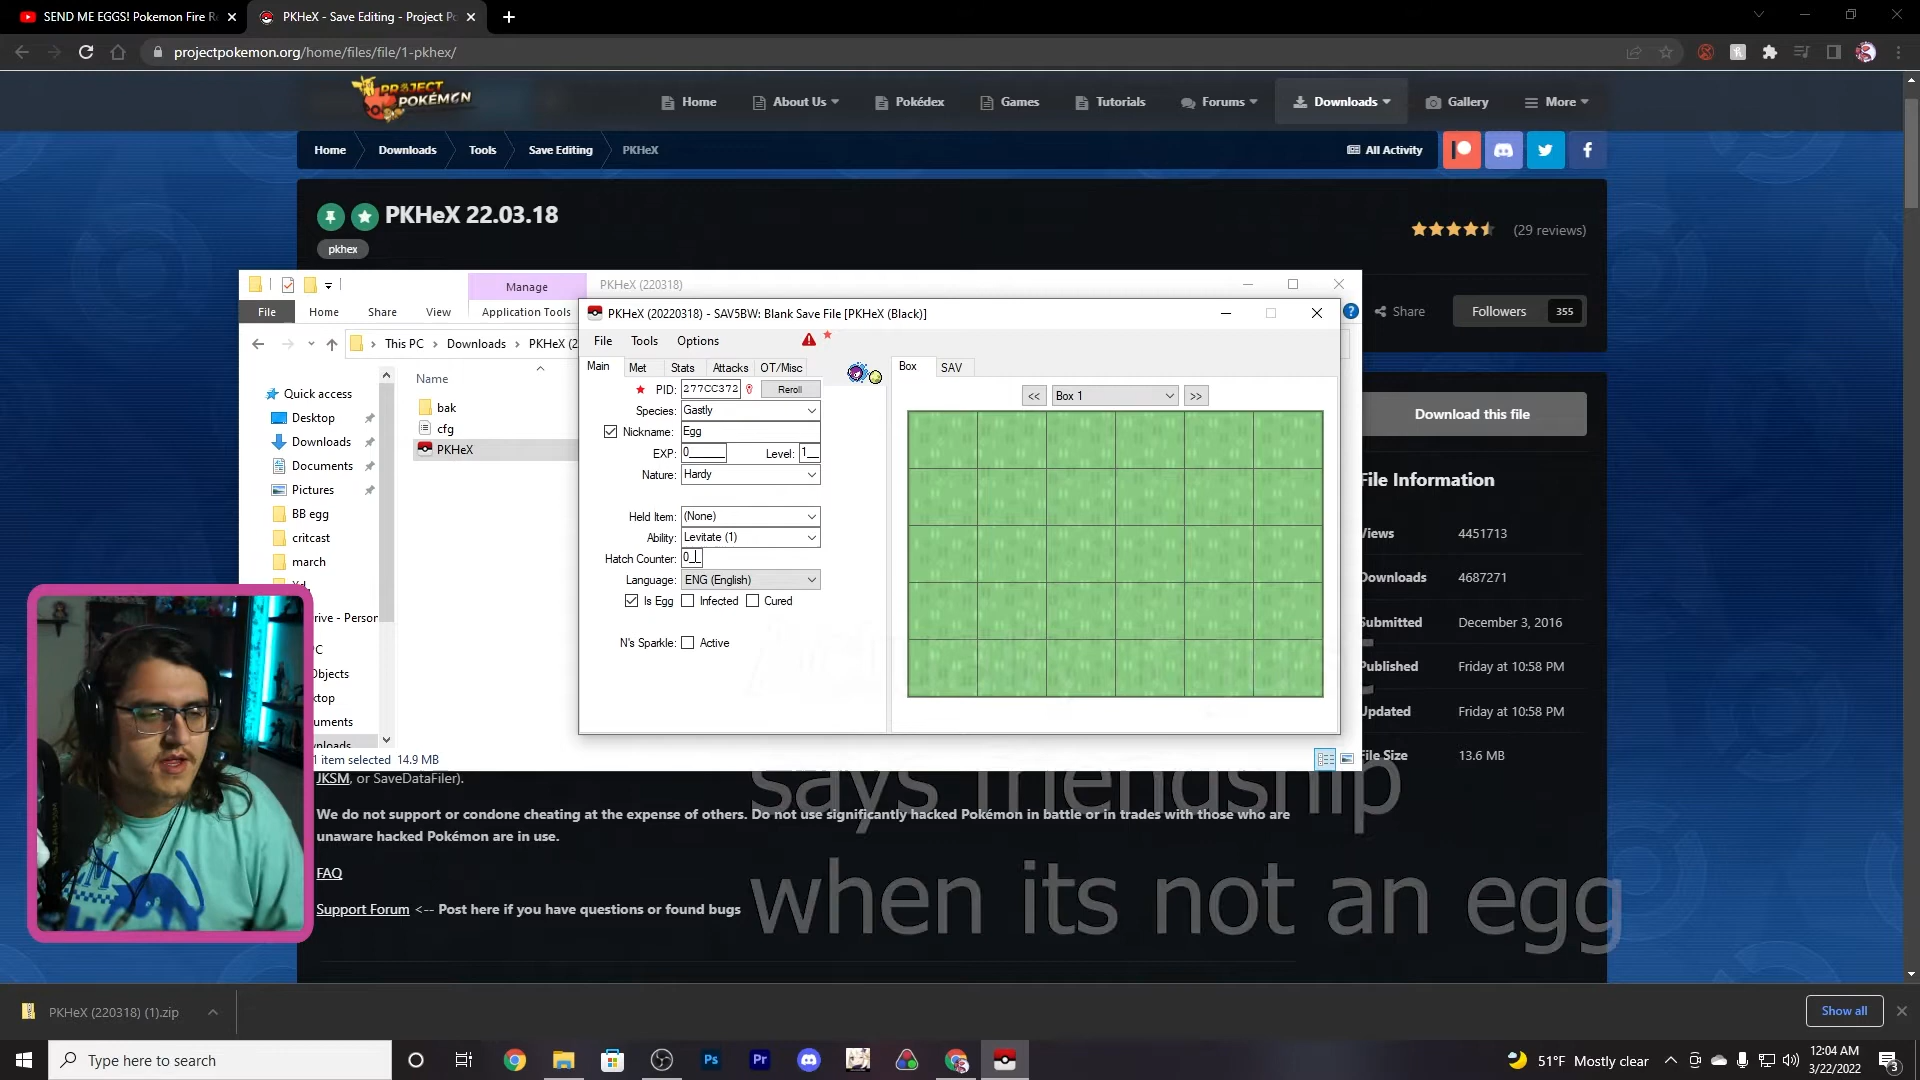 SEND ME EGGS! Pokemon Fire R
PKHeX - Save Editing - Project Po
projectpokemon.org/home/files/file/1-pkhex/
PROJECT
POKÉMON
Home
About Us
Pokédex
Games
Tutorials
Forums
Downloads
Gallery
More
Home
Downloads
Tools
Save Editing
PKHeX
All Activity
PKHeX 22.03.18
pkhex
(29 reviews)
Share
Followers
355
Download this file
File Information
Views
4451713
Downloads
4687271
Submitted
December 3, 2016
Published
Friday at 10:58 PM
Updated
Friday at 10:58 PM
File Size
13.6 MB
Manage
PKHeX (220318)
File
Home
Share
View
Application Tools
This PC
Downloads
PKHeX (2
Name
Quick access
Desktop
Downloads
Documents
Pictures
BB egg
critcast
march
bak
cfg
PKHeX
1 item selected 14.9 MB
PKHeX (20220318) - SAV5BW: Blank Save File [PKHeX (Black)]
File
Tools
Options
Main
Met
Stats
Attacks
OT/Misc
PID:
277CC372
Reroll
Species:
Gastly
Nickname:
Egg
EXP:
0
Level:
1
Nature:
Hardy
Held Item:
(None)
Ability:
Levitate (1)
Hatch Counter:
0
Language:
ENG (English)
Is Egg
Infected
Cured
N's Sparkle:
Active
Box
SAV
<<
Box 1
>>
says friendship
when its not an egg
JKSM, or SaveDataFiler).
We do not support or condone cheating at the expense of others. Do not use significantly hacked Pokémon in battle or in trades with those who are
unaware hacked Pokémon are in use.
FAQ
Support Forum <-- Post here if you have questions or found bugs
PKHeX (220318) (1).zip
Show all
Type here to search
Ps
Pr
51°F Mostly clear
12:04 AM
3/22/2022
3